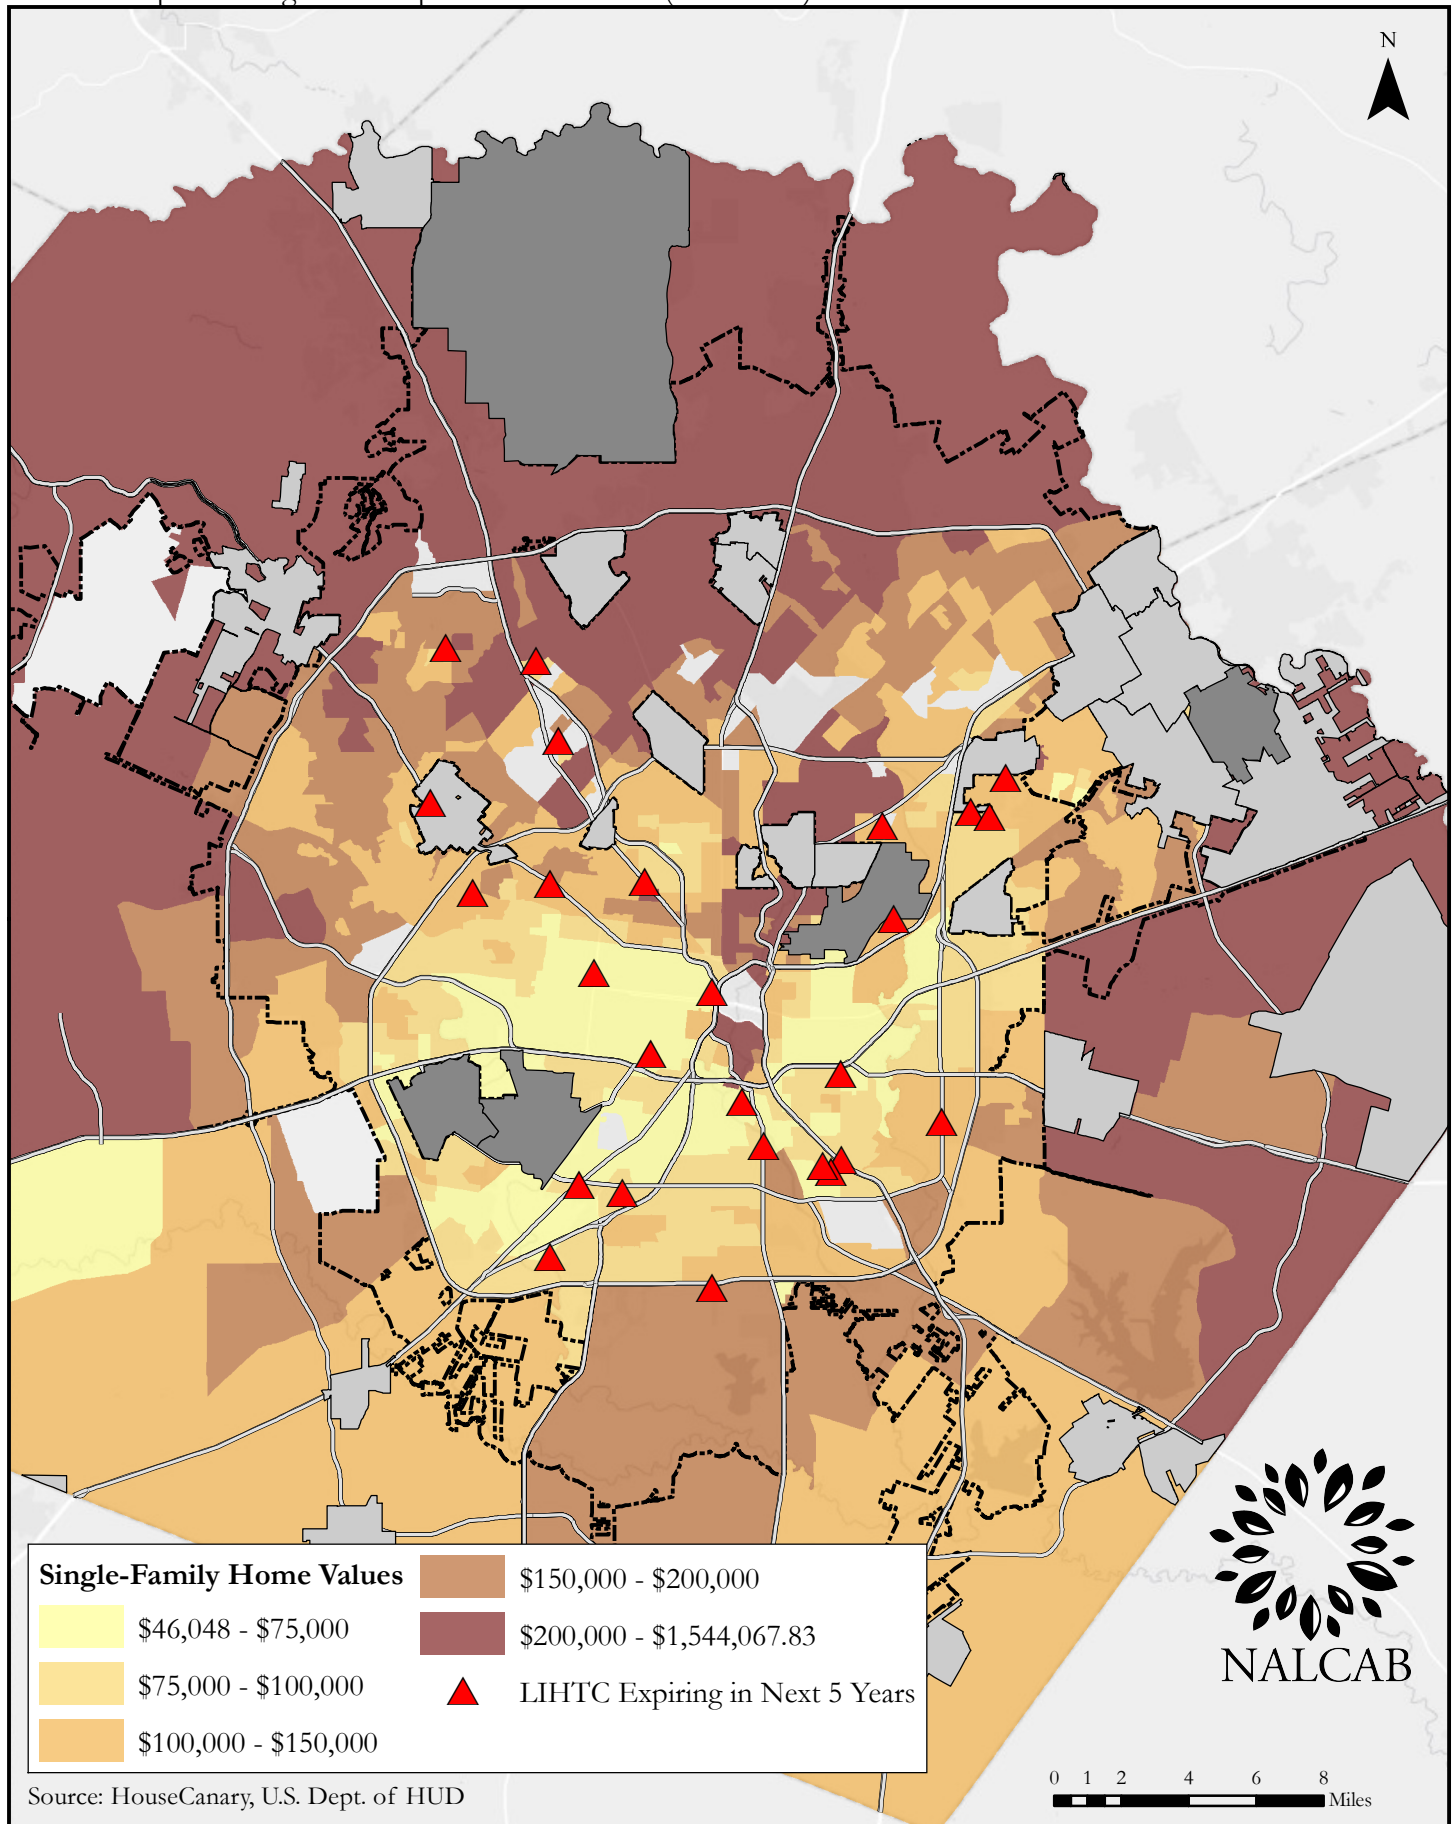 N
Single-Family Home Values
$46,048 - $75,000
$75,000 - $100,000
$100,000 - $150,000
$150,000 - $200,000
$200,000 - $1,544,067.83
LIHTC Expiring in Next 5 Years
Source: HouseCanary, U.S. Dept. of HUD
NALCAB
0 1 2 4 6 8
Miles